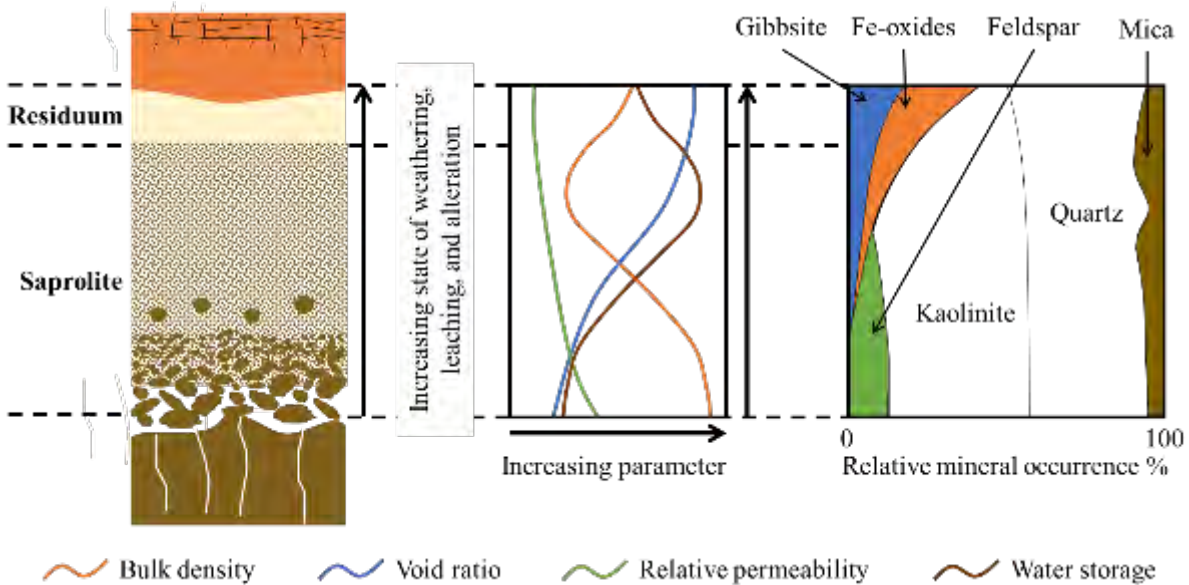 Gibbsite Fe-oxides Feldspar Mica
Residuum
Saprolite
Increasing state of weathering,
leaching, and alteration
Quartz
Kaolinite
0 100
Increasing parameter
Relative mineral occurrence %
Bulk density Void ratio Relative permeability Water storage